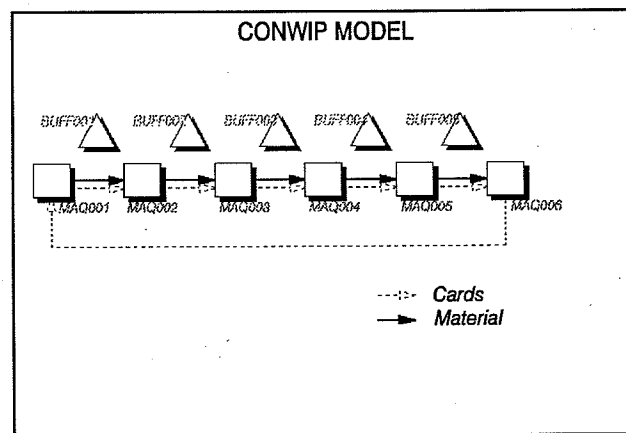 CONWIP MODEL
BUFF001 BUFF002 BUFF003 BUFF004 BUFF005
MAQ001 MAQ002 MAQ003 MAQ004 MAQ005 MAQ006
Cards
Material